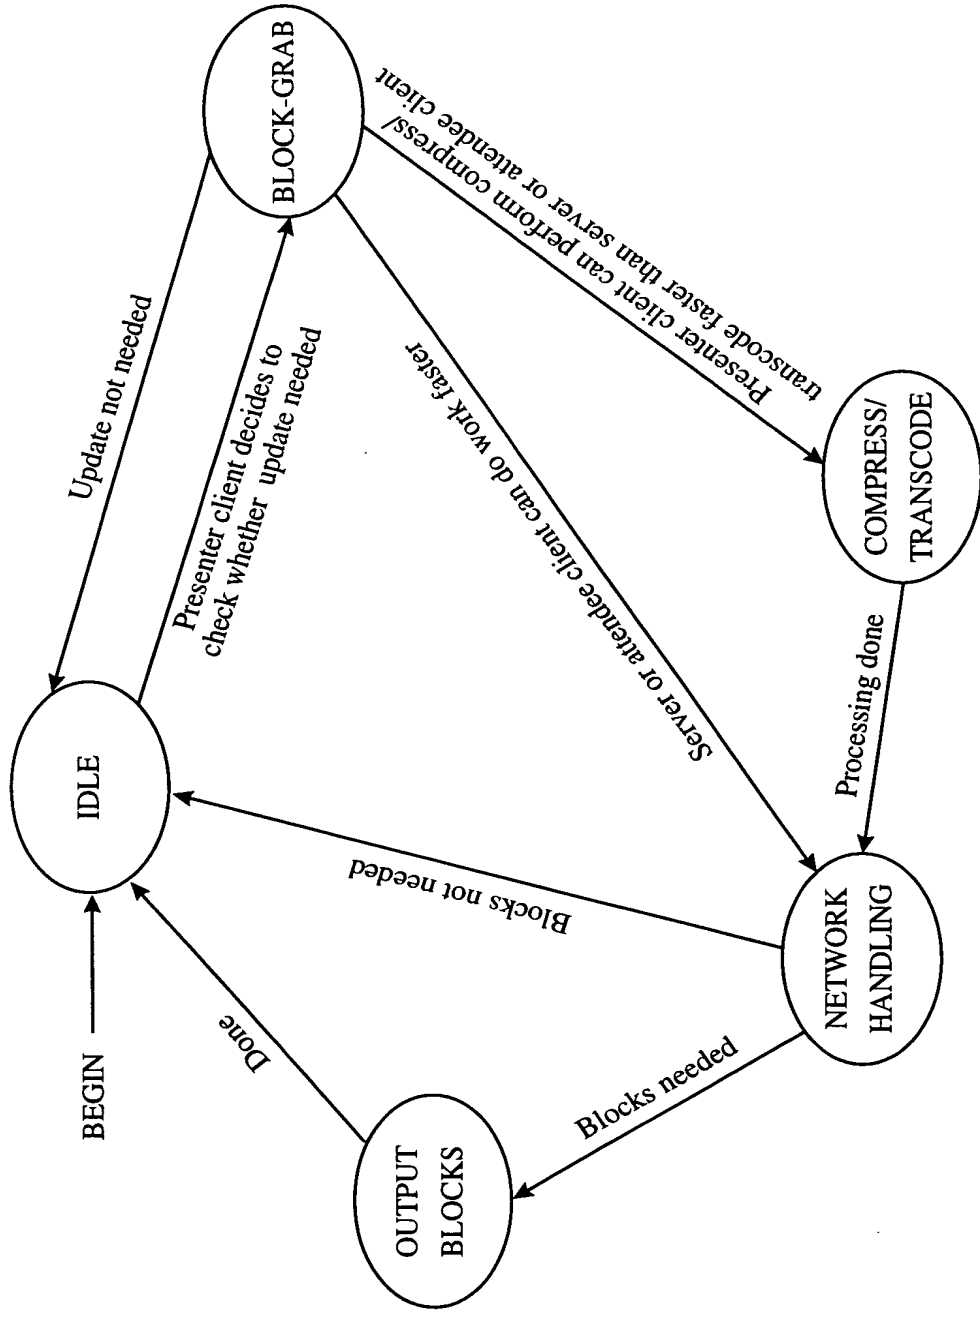 BEGIN
IDLE
Update not needed
Presenter client decides to
check whether update needed
BLOCK-GRAB
Done
Blocks not needed
Server or attendee client can do work faster
Presenter client can perform compress/
transcode faster than server or attendee client
OUTPUT
BLOCKS
Blocks needed
NETWORK
HANDLING
Processing done
COMPRESS/
TRANSCODE